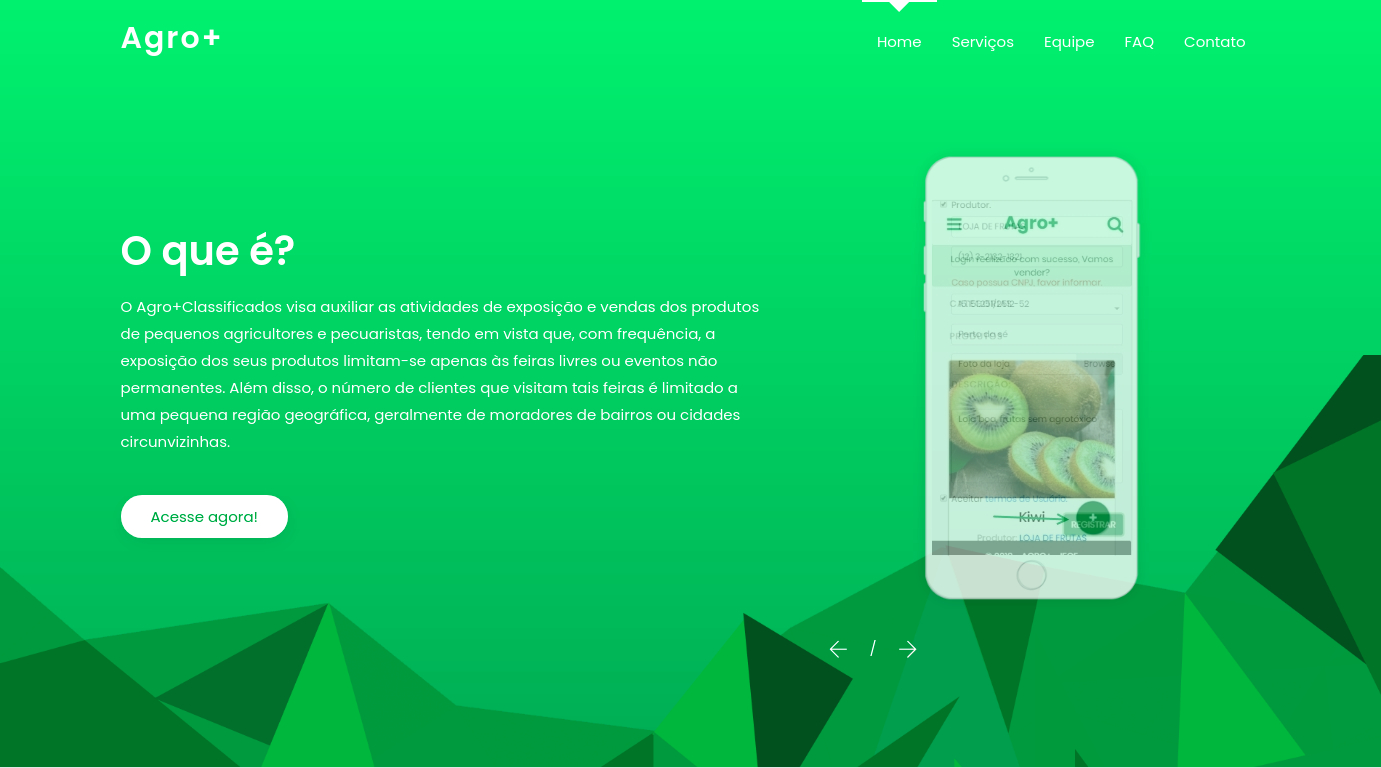 Agro+
Home Serviços Equipe FAQ Contato
O que é?
O Agro+Classificados visa auxiliar as atividades de exposição e vendas dos produtos
de pequenos agricultores e pecuaristas, tendo em vista que, com frequência, a
exposição dos seus produtos limitam-se apenas às feiras livres ou eventos não
permanentes. Além disso, o número de clientes que visitam tais feiras é limitado a
uma pequena região geográfica, geralmente de moradores de bairros ou cidades
circunvizinhas.
Acesse agora!
Produtor.
Agro+
LOJA DE FRUTAS
Login realizado com sucesso, Vamos
vender?
Caso possua CNPJ, favor informar.
Foto da loja Browse
DESCRIÇÃO
Loja boa, frutas sem agrotóxico
Aceitar termos de usuário.
Kiwi
+
REGISTRAR
Produtor: LOJA DE FRUTAS
/